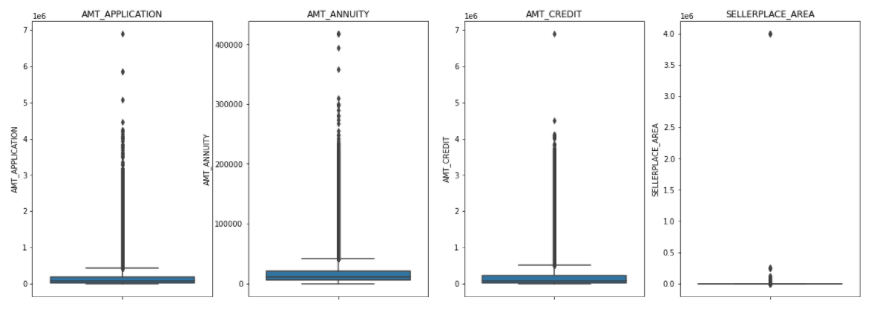 AMT_APPLICATION
1e6
7
6
5
4
3
2
1
0
AMT_APPLICATION
AMT_ANNUITY
400000
300000
200000
100000
0
AMT_ANNUITY
AMT_CREDIT
1e6
7
6
5
4
3
2
1
0
AMT_CREDIT
SELLERPLACE_AREA
1e6
4.0
3.5
3.0
2.5
2.0
1.5
1.0
0.5
0.0
SELLERPLACE_AREA